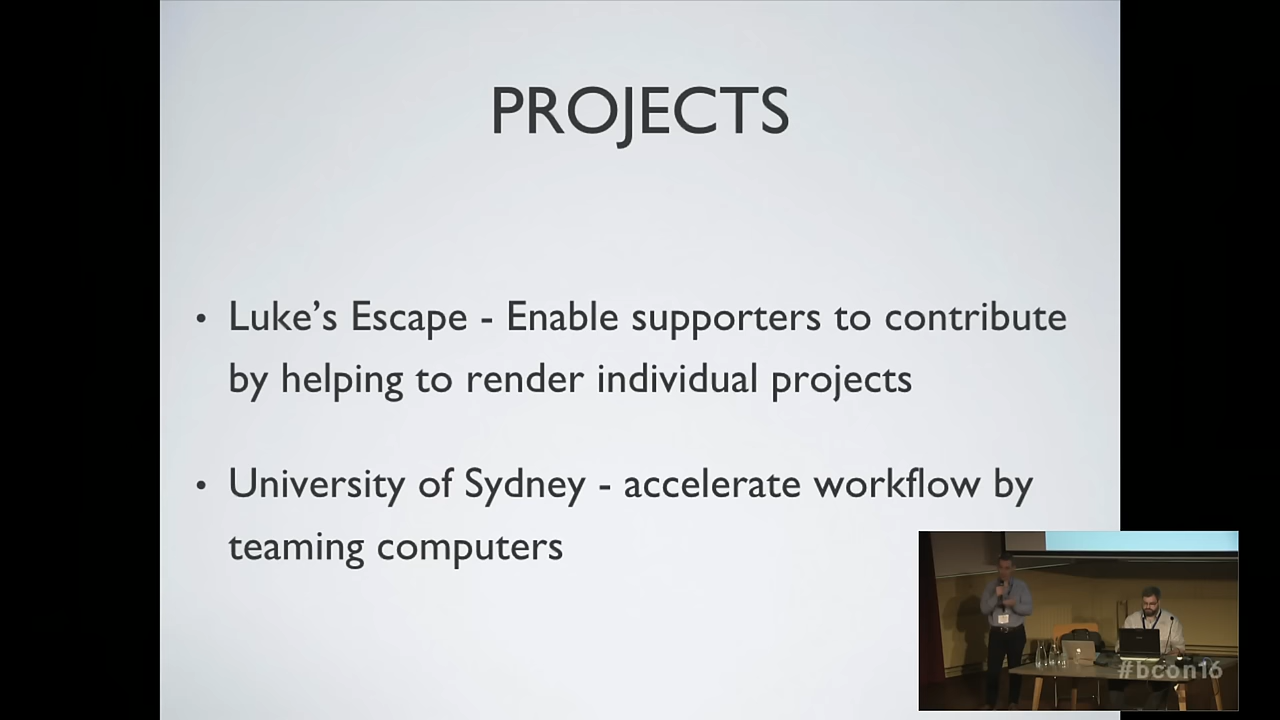 PROJECTS
• Luke’s Escape - Enable supporters to contribute
by helping to render individual projects
• University of Sydney - accelerate workflow by
teaming computers
#bcon16